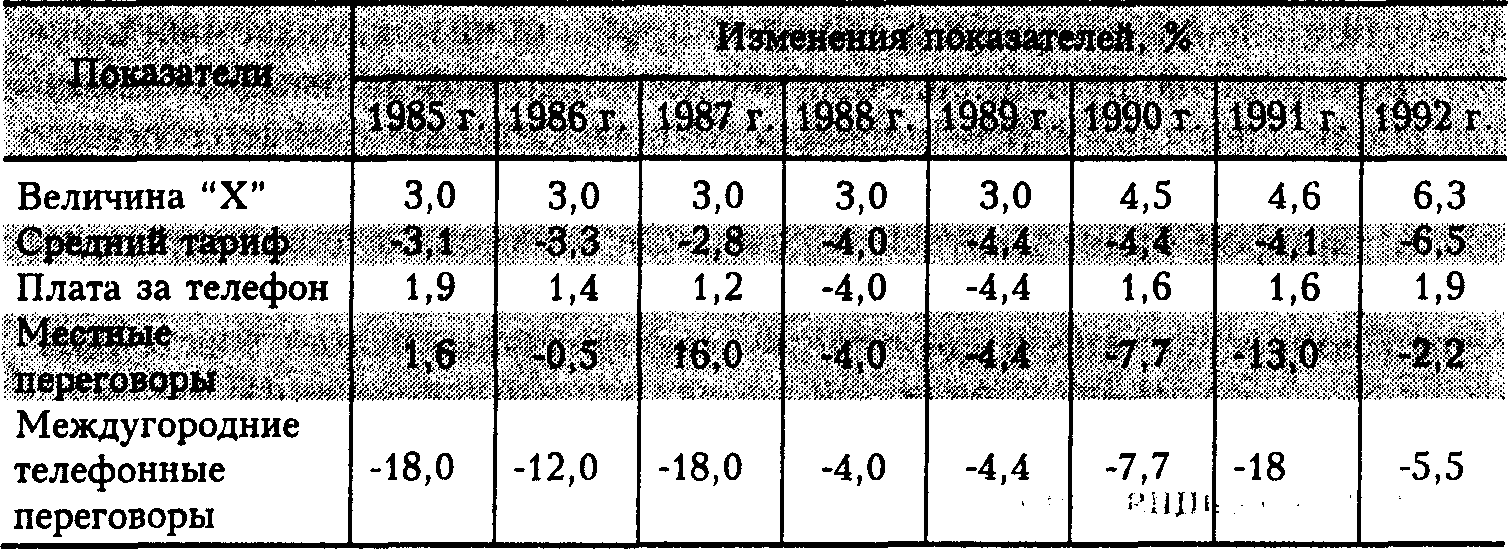 Изменения показателей, %
Показатели
1985 г. 1986 г. 1987 г. 1988 г. 1989 г. 1990 г. 1991 г. 1992 г.
Величина “X” 3,0 3,0 3,0 3,0 3,0 4,5 4,6 6,3
Средний тариф -3,1 -3,3 -2,8 -4,0 -4,4 -4,4 -4,1 -6,5
Плата за телефон 1,9 1,4 1,2 -4,0 -4,4 1,6 1,6 1,9
Местные
переговоры 1,6 -0,5 16,0 -4,0 -4,4 -7,7 -13,0 -2,2
Междугородние
телефонные -18,0 -12,0 -18,0 -4,0 -4,4 -7,7 -18 -5,5
переговоры